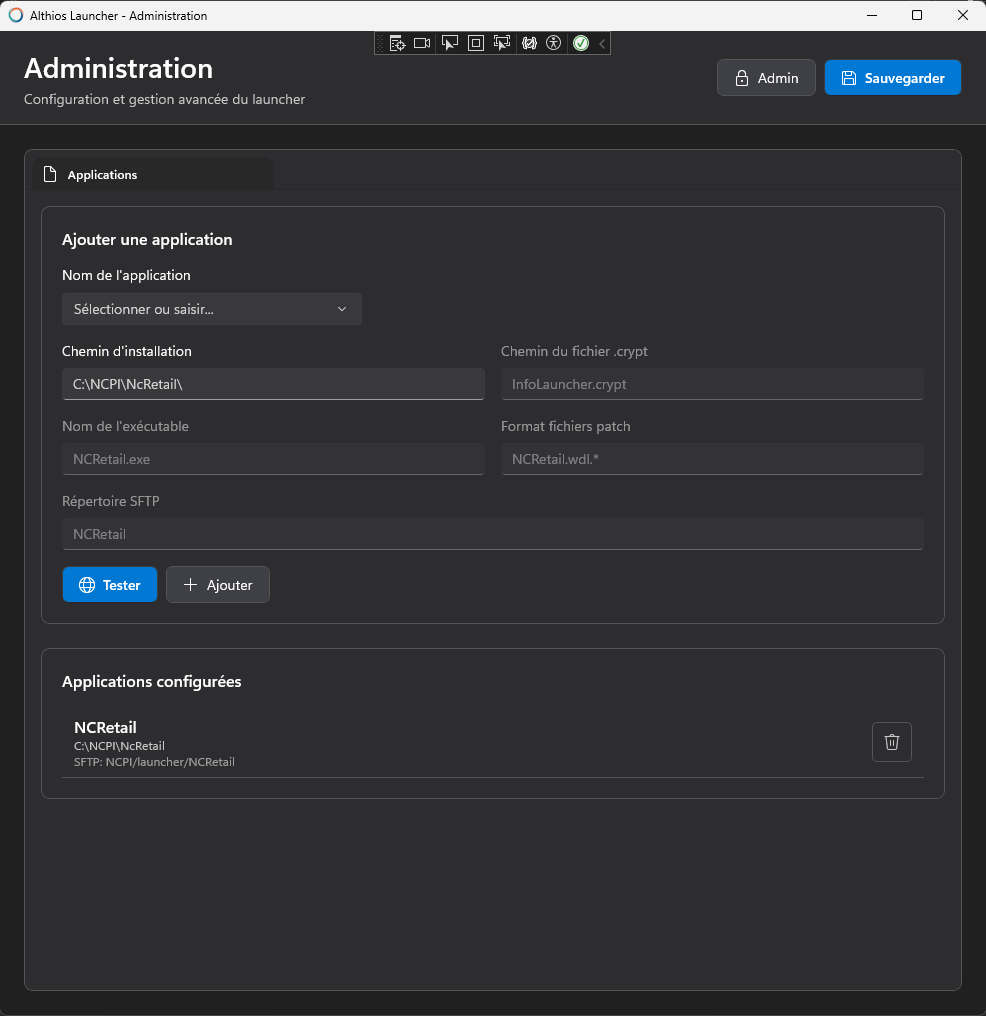 Althios Launcher - Administration
Administration
Configuration et gestion avancée du launcher
Admin
Sauvegarder
Applications
Ajouter une application
Nom de l'application
Sélectionner ou saisir...
Chemin d'installation
Chemin du fichier .crypt
C:\NCPI\NcRetail\
InfoLauncher.crypt
Nom de l'exécutable
Format fichiers patch
NCRetail.exe
NCRetail.wdl.*
Répertoire SFTP
NCRetail
Tester
Ajouter
Applications configurées
NCRetail
C:\NCPI\NcRetail
SFTP: NCPI/launcher/NCRetail